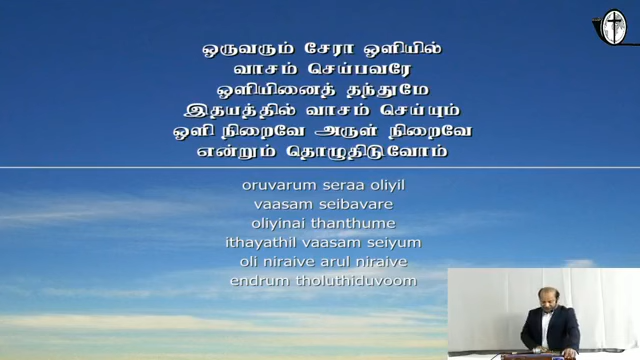 ஒருவரும் சேரா ஒளியில்
வாசம் செய்பவரே
ஒளியினைத் தந்துமே
இதயத்தில் வாசம் செய்யும்
ஒளி நிறைவே அருள் நிறைவே
என்றும் தொழுதிடுவோம்
oruvarum seraa oliyil
vaasam seibavare
oliyinai thanthume
ithayathil vaasam seiyum
oli niraive arul niraive
endrum tholuthiduvoom